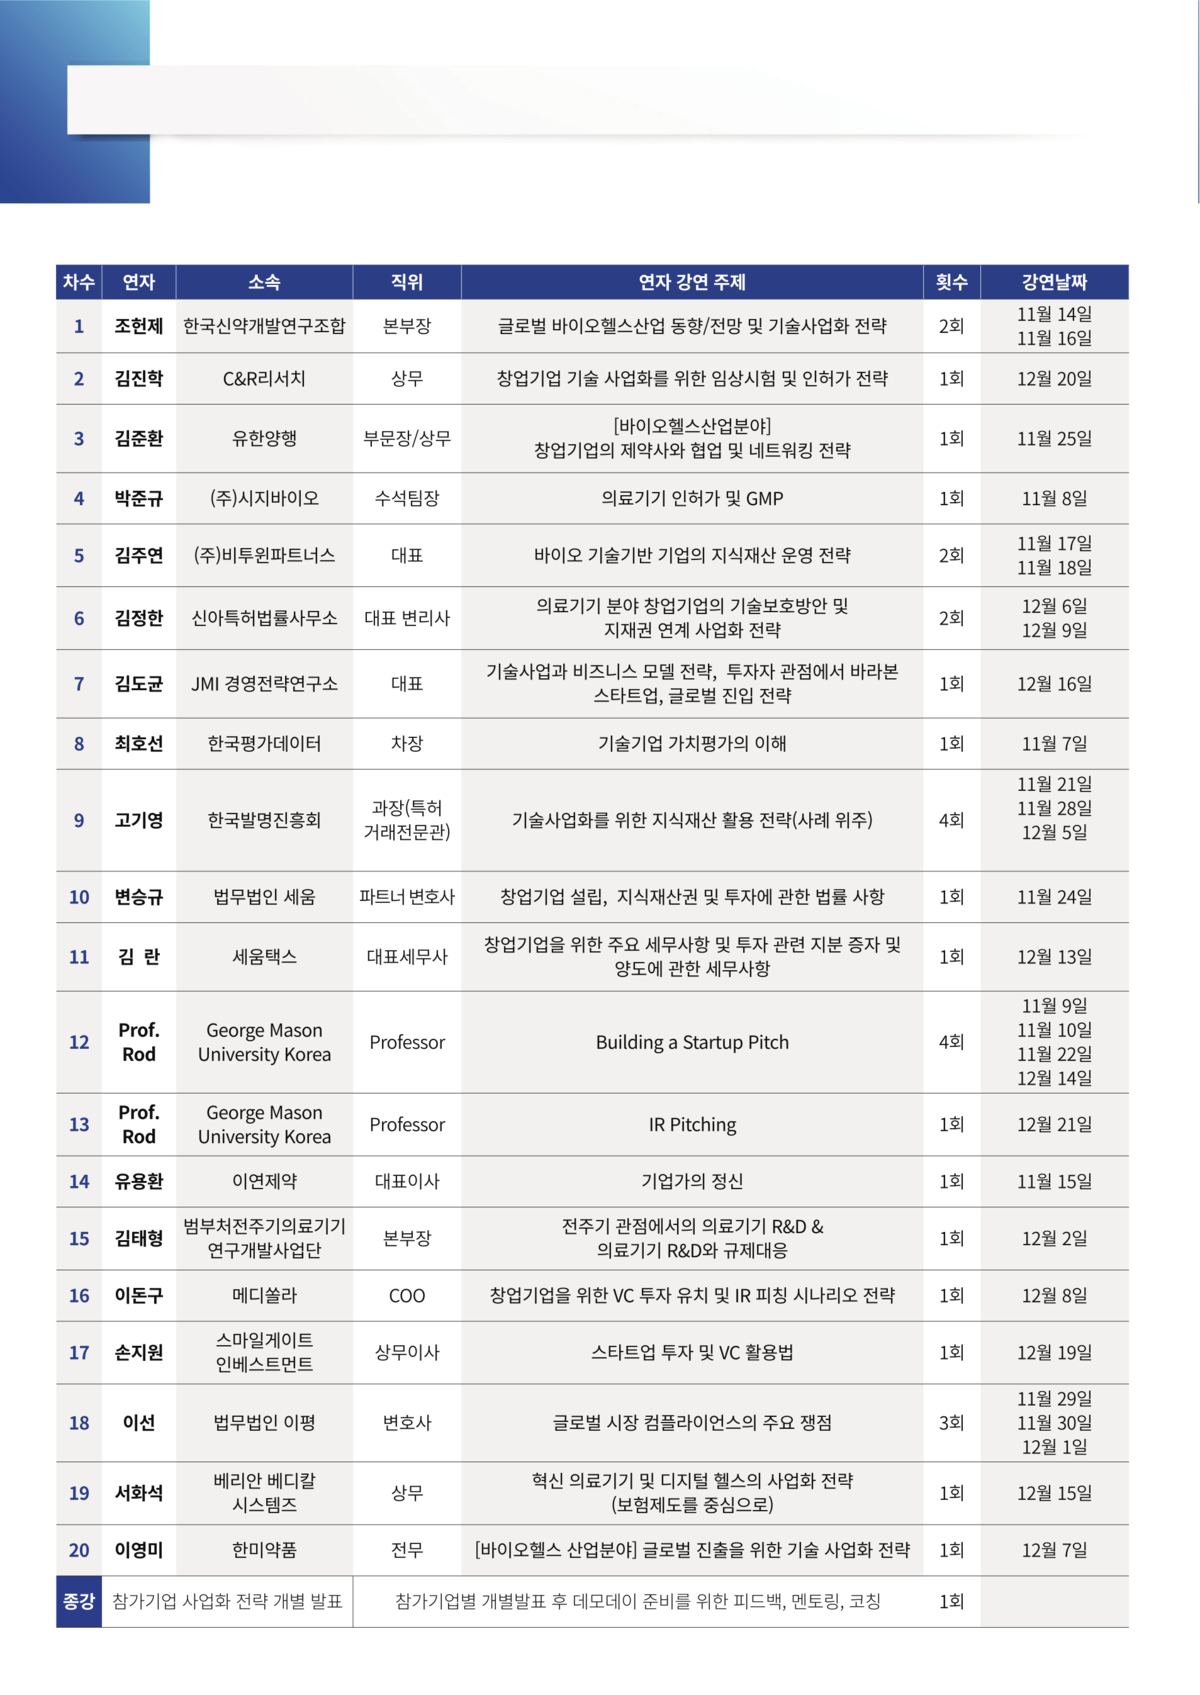 차수 연자 소속 직위 연자 강연 주제 횟수 강연날짜
1 조헌제 한국신약개발연구조합 본부장 글로벌 바이오헬스산업 동향/전망 및 기술사업화 전략 2회 11월 14일
11월 16일
2 김진학 C&R리서치 상무 창업기업 기술 사업화를 위한 임상시험 및 인허가 전략 1회 12월 20일
3 김준환 유한양행 부문장/상무 [바이오헬스산업분야]
창업기업의 제약사와 협업 및 네트워킹 전략 1회 11월 25일
4 박준규 (주)시지바이오 수석팀장 의료기기 인허가 및 GMP 1회 11월 8일
5 김주연 (주)비투윈파트너스 대표 바이오 기술기반 기업의 지식재산 운영 전략 2회 11월 17일
11월 18일
6 김정한 신아특허법률사무소 대표 변리사 의료기기 분야 창업기업의 기술보호방안 및
지재권 연계 사업화 전략 2회 12월 6일
12월 9일
7 김도균 JMI 경영전략연구소 대표 기술사업과 비즈니스 모델 전략, 투자자 관점에서 바라본
스타트업, 글로벌 진입 전략 1회 12월 16일
8 최호선 한국평가데이터 차장 기술기업 가치평가의 이해 1회 11월 7일
9 고기영 한국발명진흥회 과장(특허
거래전문관) 기술사업화를 위한 지식재산 활용 전략(사례 위주) 4회 11월 21일
11월 28일
12월 5일
10 변승규 법무법인 세움 파트너 변호사 창업기업 설립, 지식재산권 및 투자에 관한 법률 사항 1회 11월 24일
11 김 란 세움택스 대표세무사 창업기업을 위한 주요 세무사항 및 투자 관련 지분 증자 및
양도에 관한 세무사항 1회 12월 13일
12 Prof.
Rod George Mason
University Korea Professor Building a Startup Pitch 4회 11월 9일
11월 10일
11월 22일
12월 14일
13 Prof.
Rod George Mason
University Korea Professor IR Pitching 1회 12월 21일
14 유용환 이연제약 대표이사 기업가의 정신 1회 11월 15일
15 김태형 범부처전주기의료기기
연구개발사업단 본부장 전주기 관점에서의 의료기기 R&D &
의료기기 R&D와 규제대응 1회 12월 2일
16 이돈구 메디쏠라 COO 창업기업을 위한 VC 투자 유치 및 IR 피칭 시나리오 전략 1회 12월 8일
17 손지원 스마일게이트
인베스트먼트 상무이사 스타트업 투자 및 VC 활용법 1회 12월 19일
18 이선 법무법인 이평 변호사 글로벌 시장 컴플라이언스의 주요 쟁점 3회 11월 29일
11월 30일
12월 1일
19 서화석 베리안 베디칼
시스템즈 상무 혁신 의료기기 및 디지털 헬스의 사업화 전략
(보험제도를 중심으로) 1회 12월 15일
20 이영미 한미약품 전무 [바이오헬스 산업분야] 글로벌 진출을 위한 기술 사업화 전략 1회 12월 7일
종강 참가기업 사업화 전략 개별 발표 참가기업별 개별발표 후 데모데이 준비를 위한 피드백, 멘토링, 코칭 1회